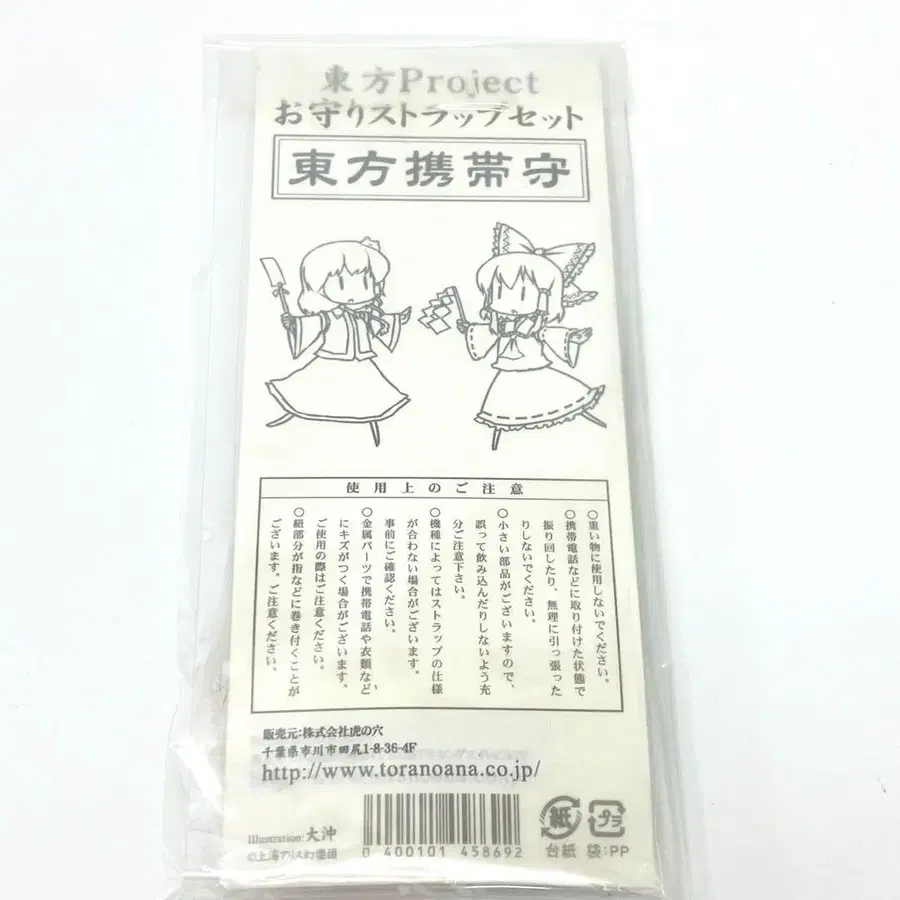 東方Project
お守りストラップセット
東方携帯守
使用上のご注意
○重い物に使用しないでください。
○携帯電話などに取り付けた状態で
振り回したり、無理に引っ張った
りしないでください。
○小さい部品がございますので、
誤って飲み込んだりしないよう充
分ご注意下さい。
○機種によってはストラップの仕様
が合わない場合がございます。
事前にご確認ください。
○金属パーツで携帯電話や衣類など
にキズがつく場合がございます。
ご使用の際はご注意ください。
○紐部分が指などに巻き付くことが
ございます。ご注意ください。
販売元:株式会社虎の穴
千葉県市川市田尻1-8-36-4F
http://www.toranoana.co.jp/
Illustration:大沖
©上海アリス幻樂団
0 400101 458692
紙 プラ
台紙 袋:PP